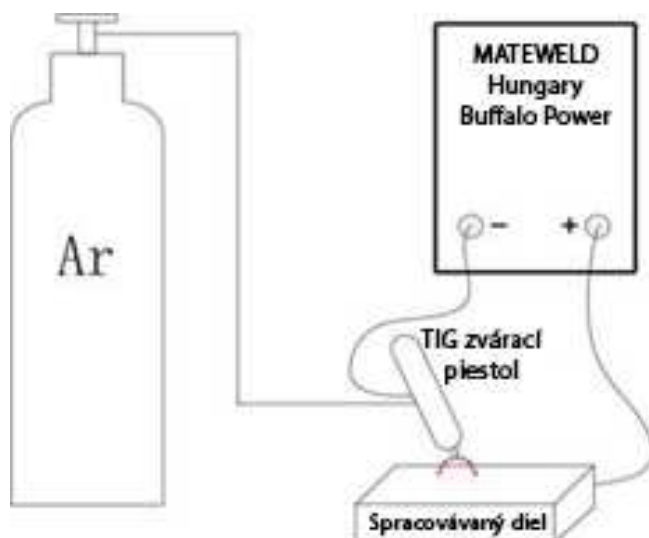 MATEWELD
Hungary
Buffalo Power
Ar
- +
TIG zvárací
piestol
Spracovávaný diel